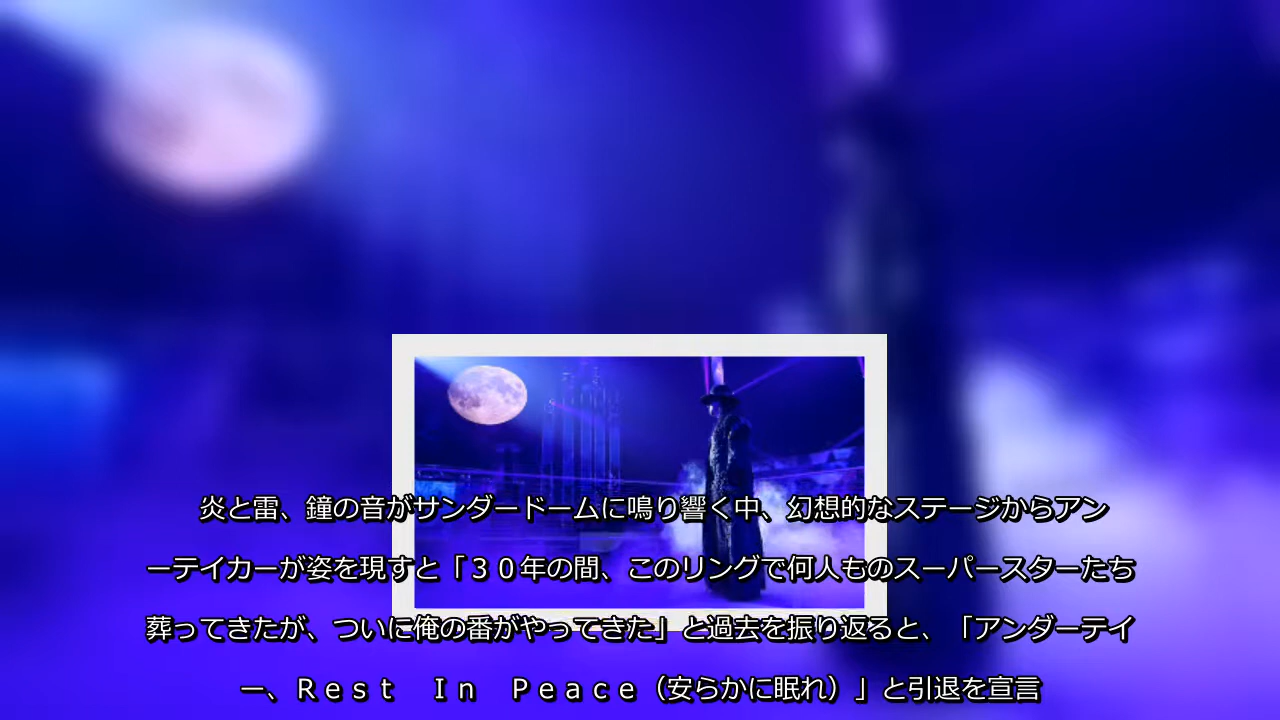 炎と雷、鐘の音がサンダードームに鳴り響く中、幻想的なステージからアン
ーテイカーが姿を現すと「３０年の間、このリングで何人ものスーパースターたち
葬ってきたが、ついに俺の番がやってきた」と過去を振り返ると、「アンダーテイ
ー、Ｒｅｓｔ　Ｉｎ　Ｐｅａｃｅ（安らかに眠れ）」と引退を宣言